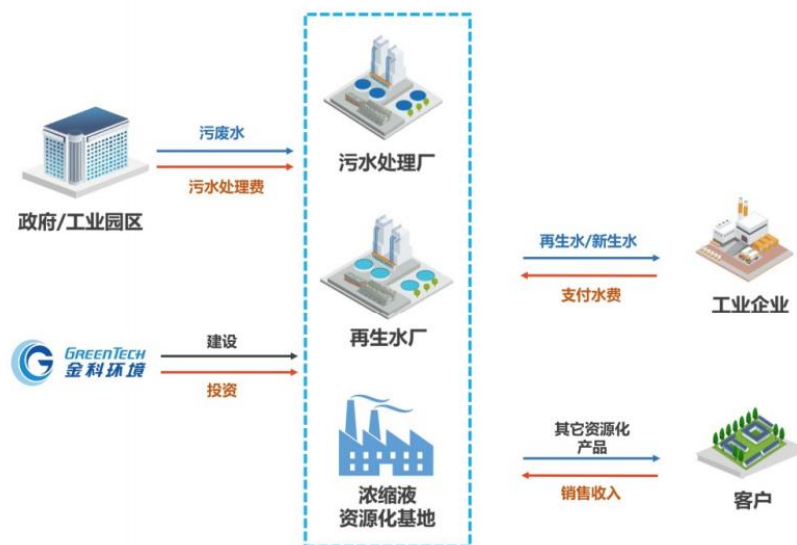 污废水
污水处理费
政府/工业园区
GREENTECH
金科环境
建设
投资
污水处理厂
再生水厂
浓缩液
资源化基地
再生水/新生水
支付水费
工业企业
其它资源化
产品
销售收入
客户